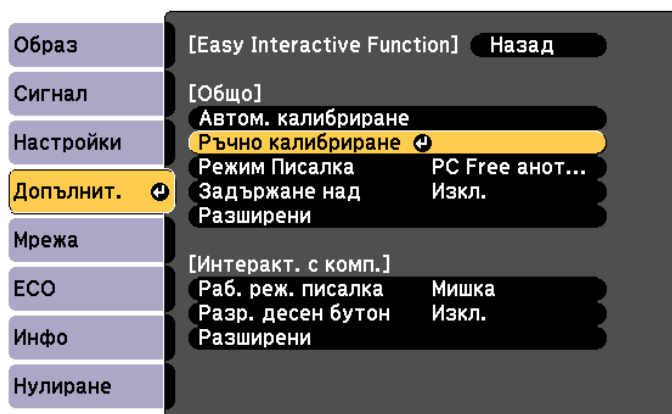 Образ
Сигнал
Настройки
Допълнит.
Мрежа
ECO
Инфо
Нулиране
[Easy Interactive Function] Назад
[Общо]
Автом. калибриране
Ръчно калибриране
Режим Писалка PC Free анот...
Задържане над Изкл.
Разширени
[Интеракт. с комп.]
Раб. реж. писалка Мишка
Разр. десен бутон Изкл.
Разширени